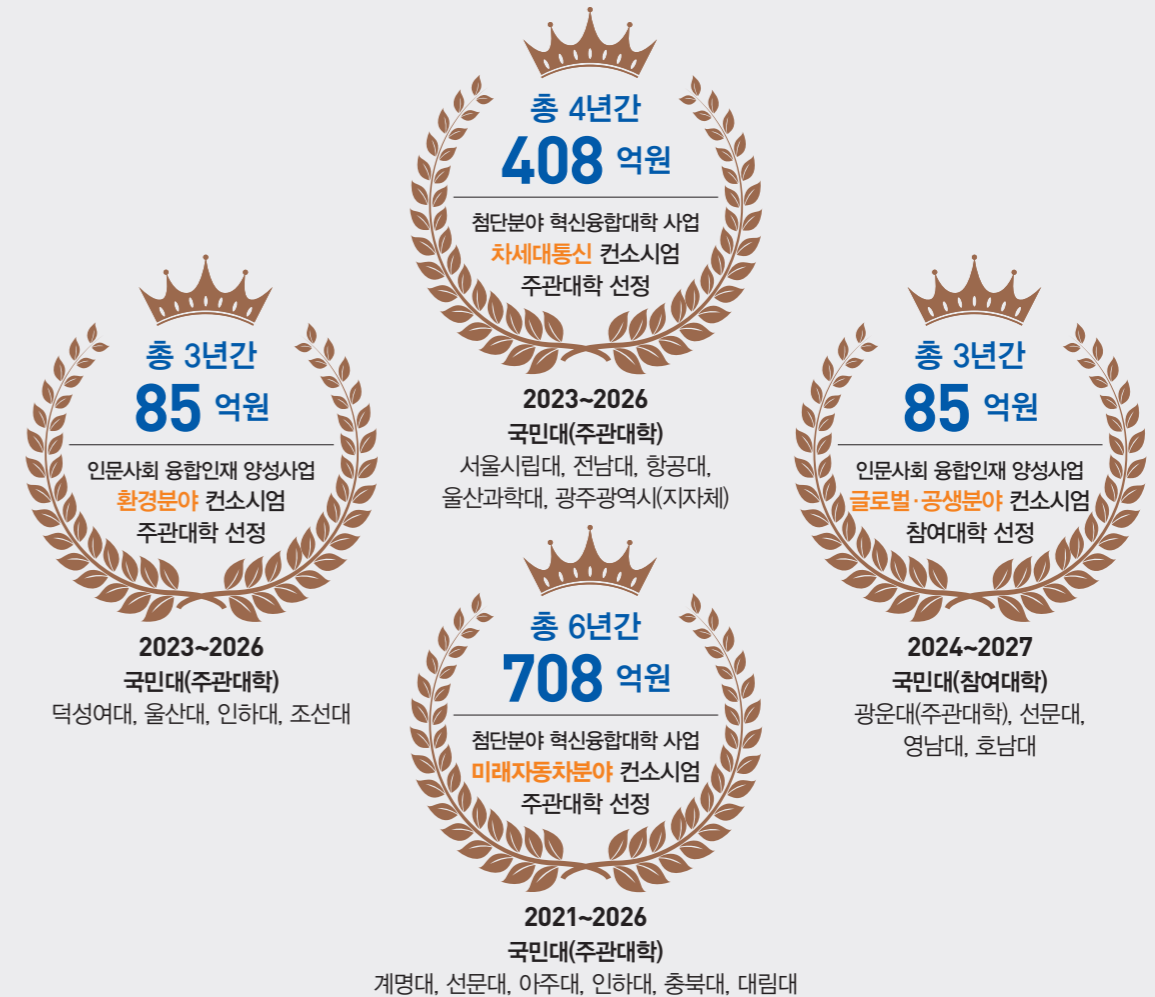 총 4년간
408 억원
첨단분야 혁신융합대학 사업
차세대통신 컨소시엄
주관대학 선정
2023~2026
국민대(주관대학)
서울시립대, 전남대, 항공대,
울산과학대, 광주광역시(지자체)
총 3년간
85 억원
인문사회 융합인재 양성사업
환경분야 컨소시엄
주관대학 선정
2023~2026
국민대(주관대학)
덕성여대, 울산대, 인하대, 조선대
총 3년간
85 억원
인문사회 융합인재 양성사업
글로벌·공생분야 컨소시엄
참여대학 선정
2024~2027
국민대(참여대학)
광운대(주관대학), 선문대,
영남대, 호남대
총 6년간
708 억원
첨단분야 혁신융합대학 사업
미래자동차분야 컨소시엄
주관대학 선정
2021~2026
국민대(주관대학)
계명대, 선문대, 아주대, 인하대, 충북대, 대림대